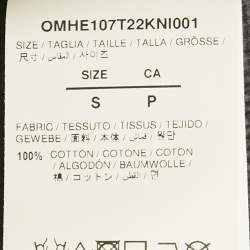 OMHE107T22KNI001
SIZE / TAGLIA / TAILLE / TALLA / GRÖSSE /
尺寸 / المقاس / 사이즈
SIZE CA
S P
FABRIC / TESSUTO / TISSUS / TEJIDO /
GEWEBE / 面料 / 本体 / قماش / 원단
100% COTTON / COTONE / COTON
/ ALGODÓN / BAUMWOLLE /
棉 / コットン / قطن / 면